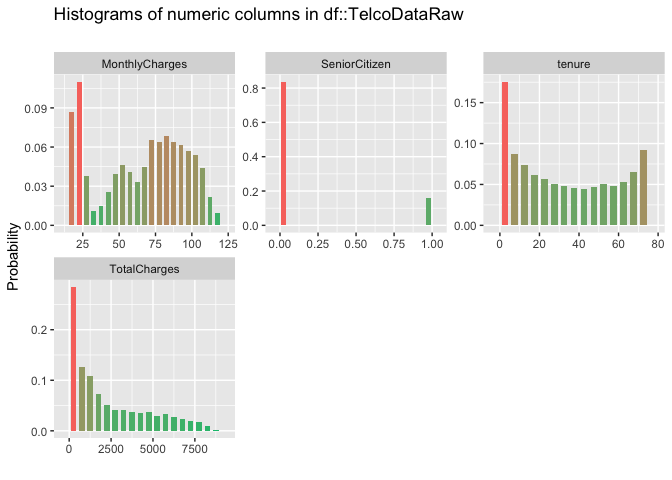 Histograms of numeric columns in df::TelcoDataRaw
MonthlyCharges
0.09
0.06
0.03
0.00
25 50 75 100 125
SeniorCitizen
0.8
0.6
0.4
0.2
0.0
0.00 0.25 0.50 0.75 1.00
tenure
0.15
0.10
0.05
0.00
0 20 40 60 80
Probability
TotalCharges
0.2
0.1
0.0
0 2500 5000 7500